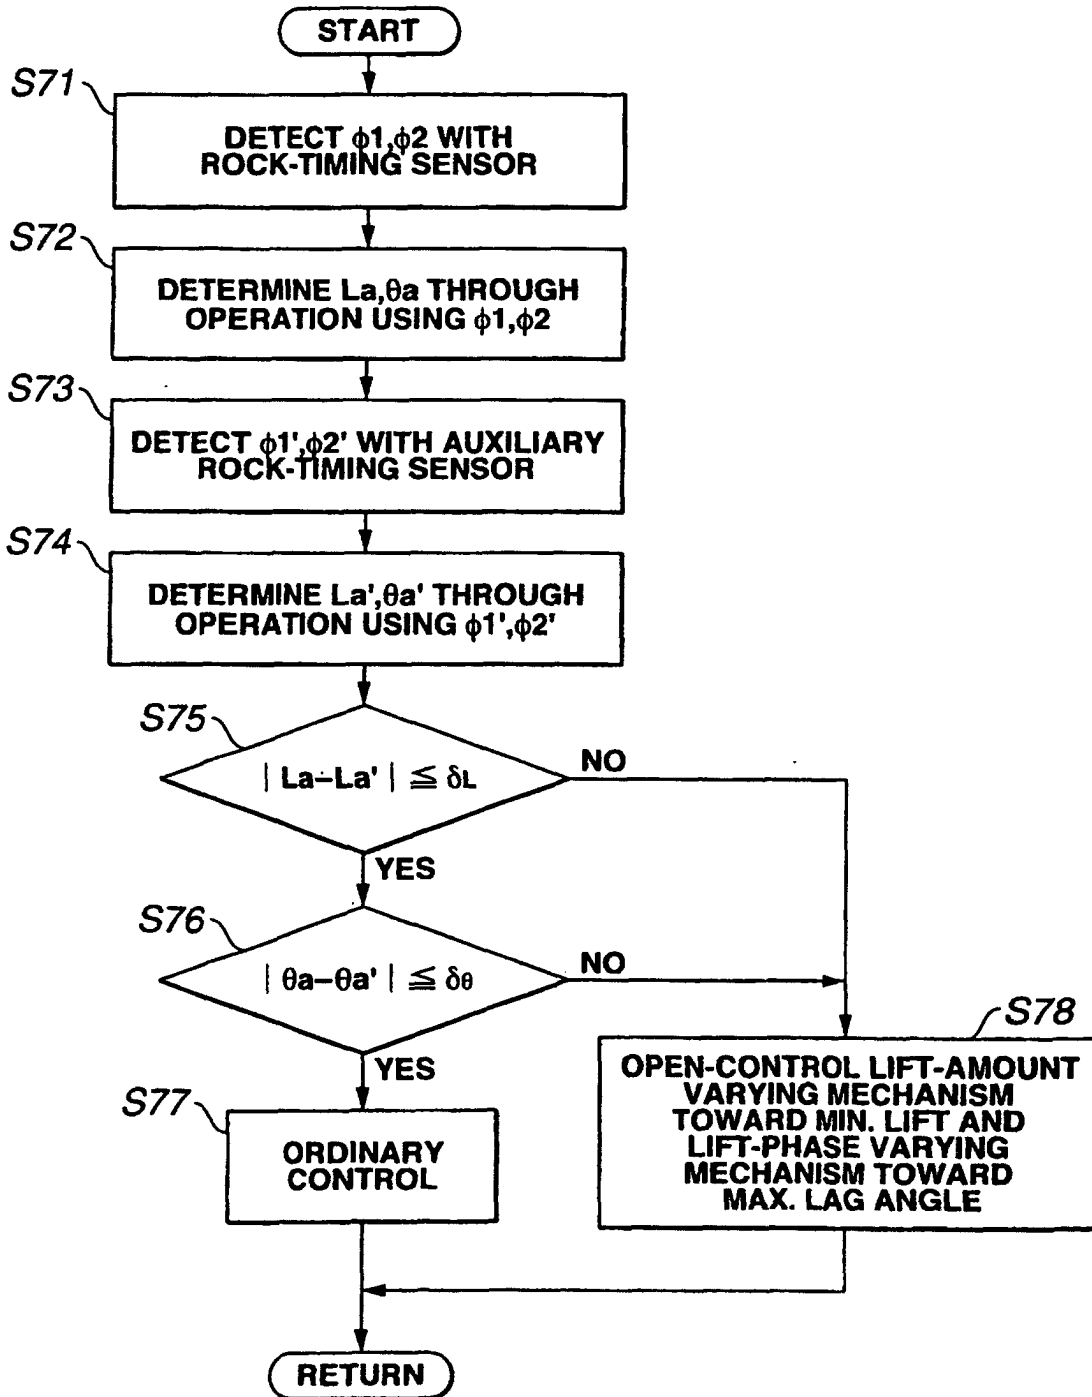 START
S71
DETECT ϕ1,ϕ2 WITH
ROCK-TIMING SENSOR
S72
DETERMINE La,θa THROUGH
OPERATION USING ϕ1,ϕ2
S73
DETECT ϕ1',ϕ2' WITH AUXILIARY
ROCK-TIMING SENSOR
S74
DETERMINE La',θa' THROUGH
OPERATION USING ϕ1',ϕ2'
S75
| La−La' | ≦ δL
NO
YES
S76
| θa−θa' | ≦ δθ
NO
YES
S77
ORDINARY
CONTROL
S78
OPEN-CONTROL LIFT-AMOUNT
VARYING MECHANISM
TOWARD MIN. LIFT AND
LIFT-PHASE VARYING
MECHANISM TOWARD
MAX. LAG ANGLE
RETURN